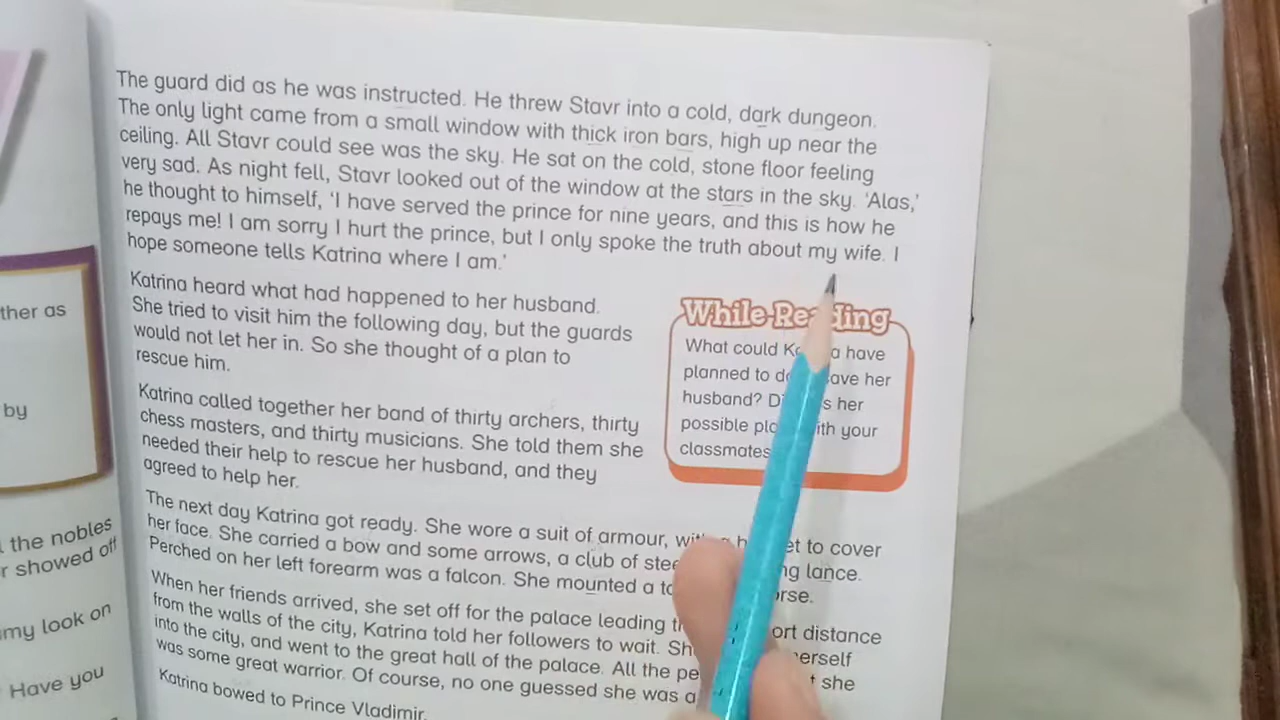 The guard did as he was instructed. He threw Stavr into a cold, dark dungeon.
The only light came from a small window with thick iron bars, high up near the
ceiling. All Stavr could see was the sky. He sat on the cold, stone floor feeling
very sad. As night fell, Stavr looked out of the window at the stars in the sky. ‘Alas,’
he thought to himself, ‘I have served the prince for nine years, and this is how he
repays me! I am sorry I hurt the prince, but I only spoke the truth about my wife. I
hope someone tells Katrina where I am.’
Katrina heard what had happened to her husband.
She tried to visit him the following day, but the guards
would not let her in. So she thought of a plan to
rescue him.
While Reading
What could have
planned to her
husband? her
possible with your
classmates
Katrina called together her band of thirty archers, thirty
chess masters, and thirty musicians. She told them she
needed their help to rescue her husband, and they
agreed to help her.
The next day Katrina got ready. She wore a suit of armour, to cover
her face. She carried a bow and some arrows, a club of lance.
Perched on her left forearm was a falcon. She mounted a
When her friends arrived, she set off for the palace leading distance
from the walls of the city, Katrina told her followers to wait.
into the city, and went to the great hall of the palace. All the she
was some great warrior. Of course, no one guessed she was a
Katrina bowed to Prince Vladimir.
ther as
by
the nobles
showed off
my look on
Have you